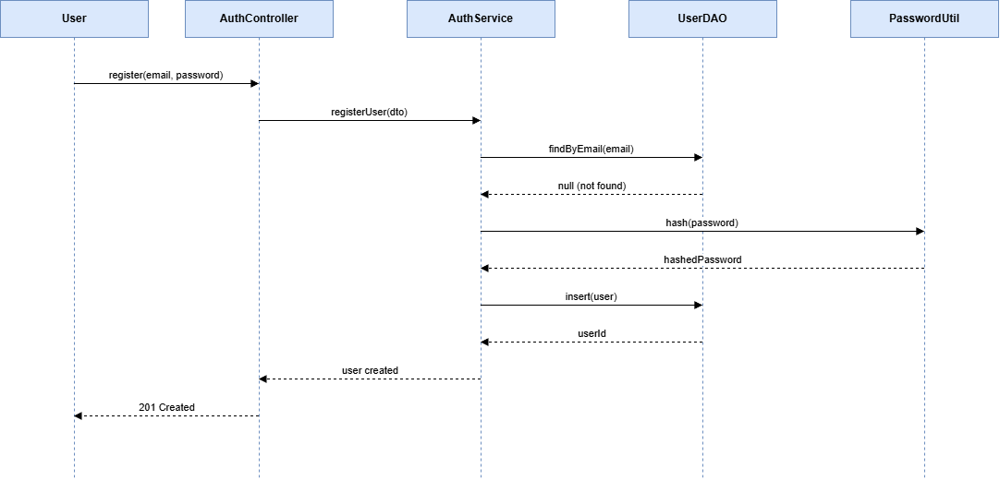 User
AuthController
AuthService
UserDAO
PasswordUtil
register(email, password)
registerUser(dto)
findByEmail(email)
null (not found)
hash(password)
hashedPassword
insert(user)
userId
user created
201 Created